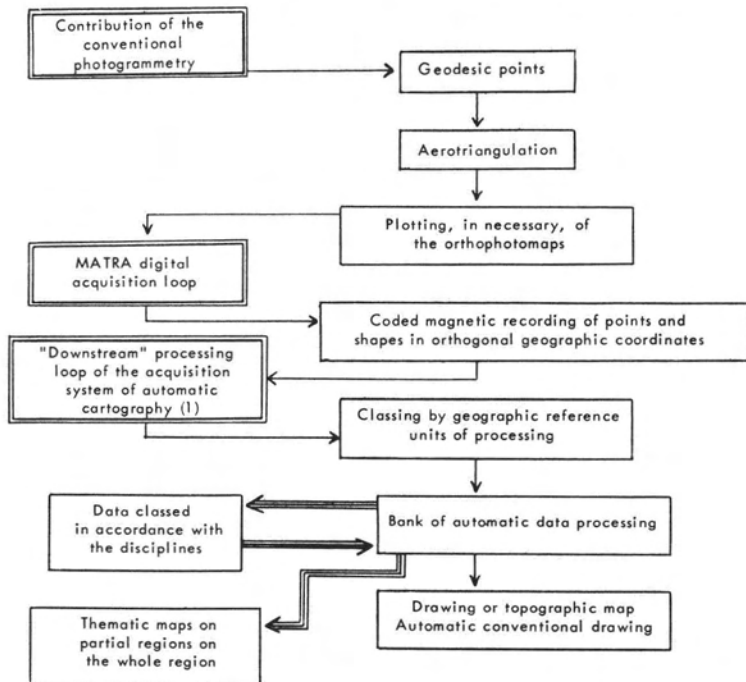 Contribution of the
conventional
photogrammetry
Geodesic points
Aerotriangulation
Plotting, in necessary, of
the orthophotomaps
MATRA digital
acquisition loop
Coded magnetic recording of points and
shapes in orthogonal geographic coordinates
"Downstream" processing
loop of the acquisition
system of automatic
cartography (1)
Classing by geographic reference
units of processing
Data classed
in accordance with
the disciplines
Bank of automatic data processing
Drawing or topographic map
Automatic conventional drawing
Thematic maps on
partial regions on
the whole region